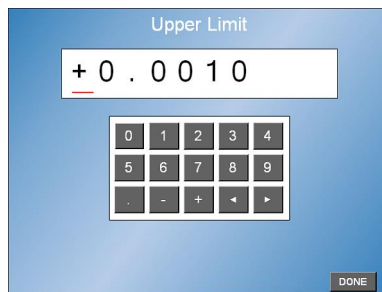 Upper Limit
+0.0010
0 1 2 3 4
5 6 7 8 9
. - + ◄ ►
DONE